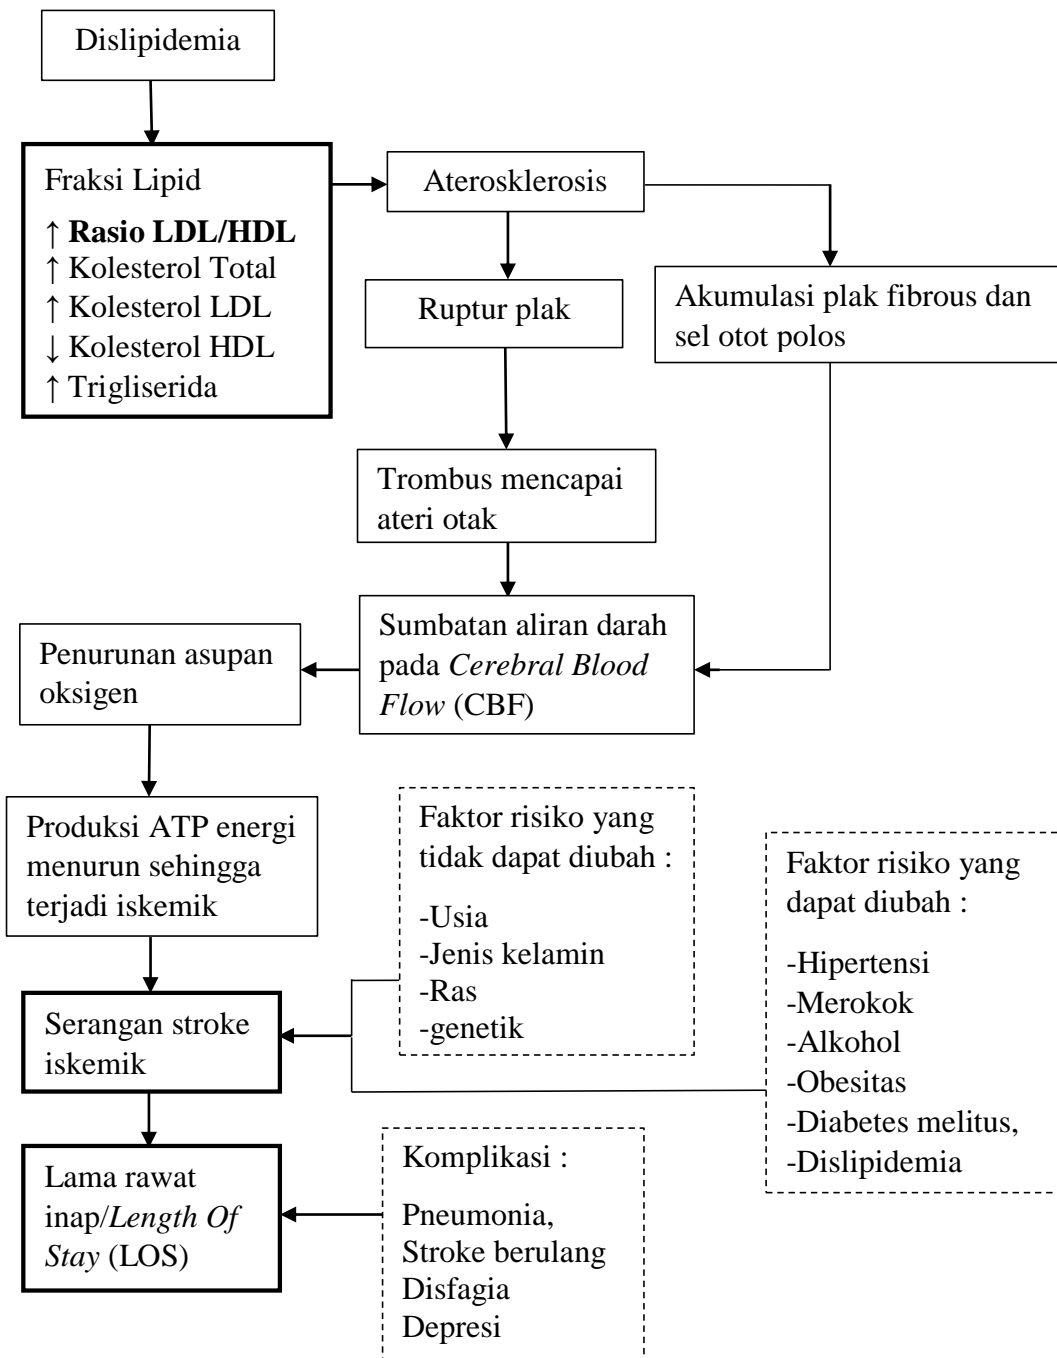 Dislipidemia
Fraksi Lipid
↑ Rasio LDL/HDL
↑ Kolesterol Total
↑ Kolesterol LDL
↓ Kolesterol HDL
↑ Trigliserida
Aterosklerosis
Ruptur plak
Akumulasi plak fibrous dan
sel otot polos
Trombus mencapai
ateri otak
Sumbatan aliran darah
pada Cerebral Blood
Flow (CBF)
Penurunan asupan
oksigen
Produksi ATP energi
menurun sehingga
terjadi iskemik
Faktor risiko yang
tidak dapat diubah :
-Usia
-Jenis kelamin
-Ras
-genetik
Faktor risiko yang
dapat diubah :
-Hipertensi
-Merokok
-Alkohol
-Obesitas
-Diabetes melitus,
-Dislipidemia
Serangan stroke
iskemik
Lama rawat
inap/Length Of
Stay (LOS)
Komplikasi :
Pneumonia,
Stroke berulang
Disfagia
Depresi